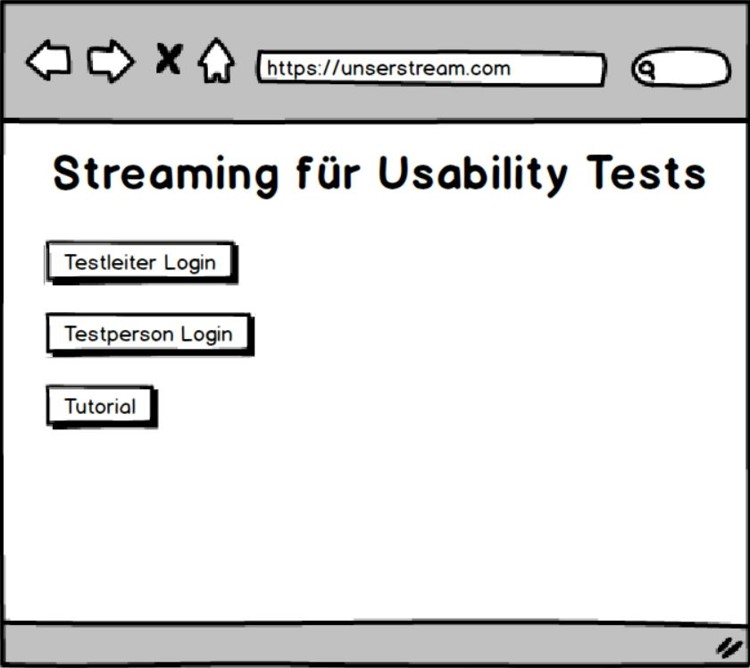 https://unserstream.com
Streaming für Usability Tests
Testleiter Login
Testperson Login
Tutorial